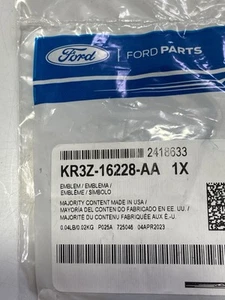 Ford
FORD PARTS
2418633
KR3Z-16228-AA 1X
EMBLEM / EMBLEMA /
EMBLÈME / SÍMBOLO
MAJORITY CONTENT MADE IN USA /
MAYORIA DEL CONTEN DO FABRICADO EN EE. UU. /
MAJORITÉ DU CONTENU FABRIQUÉE AUX É.-U.
0.04LB/0.02KG P025A 725046 04APR2023